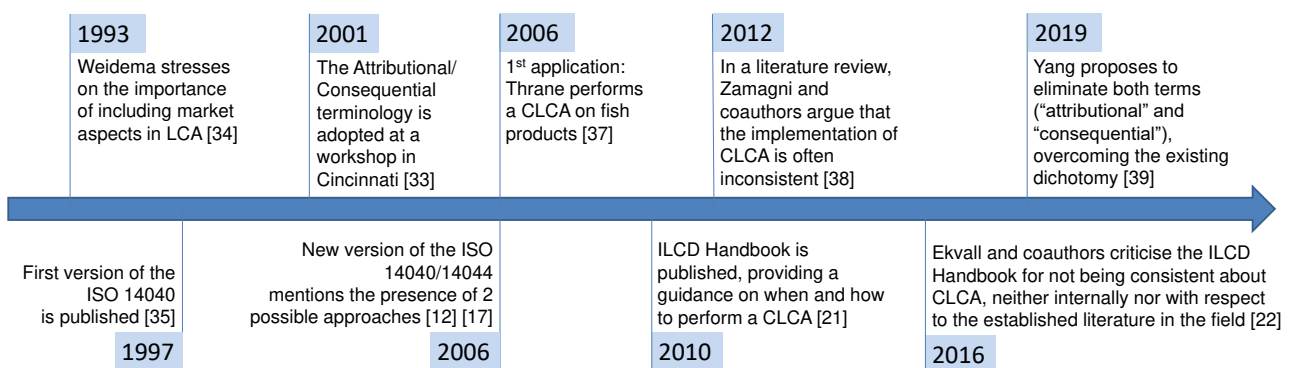 1993
Weidema stresses
on the importance
of including market
aspects in LCA [34]
2001
The Attributional/
Consequential
terminology is
adopted at a
workshop in
Cincinnati [33]
2006
1st application:
Thrane performs
a CLCA on fish
products [37]
2012
In a literature review,
Zamagni and
coauthors argue that
the implementation of
CLCA is often
inconsistent [38]
2019
Yang proposes to
eliminate both terms
(“attributional” and
“consequential”),
overcoming the existing
dichotomy [39]
First version of the
ISO 14040
is published [35]
1997
New version of the ISO
14040/14044
mentions the presence of 2
possible approaches [12] [17]
2006
ILCD Handbook is
published, providing a
guidance on when and how
to perform a CLCA [21]
2010
Ekvall and coauthors criticise the ILCD
Handbook for not being consistent about
CLCA, neither internally nor with respect
to the established literature in the field [22]
2016